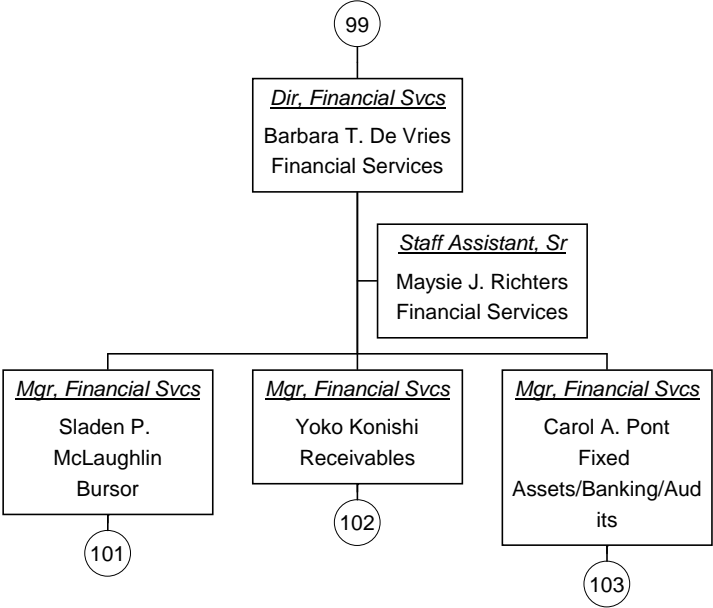 99
Dir, Financial Svcs
Barbara T. De Vries
Financial Services
Staff Assistant, Sr
Maysie J. Richters
Financial Services
Mgr, Financial Svcs
Sladen P.
McLaughlin
Bursor
101
Mgr, Financial Svcs
Yoko Konishi
Receivables
102
Mgr, Financial Svcs
Carol A. Pont
Fixed
Assets/Banking/Aud
its
103